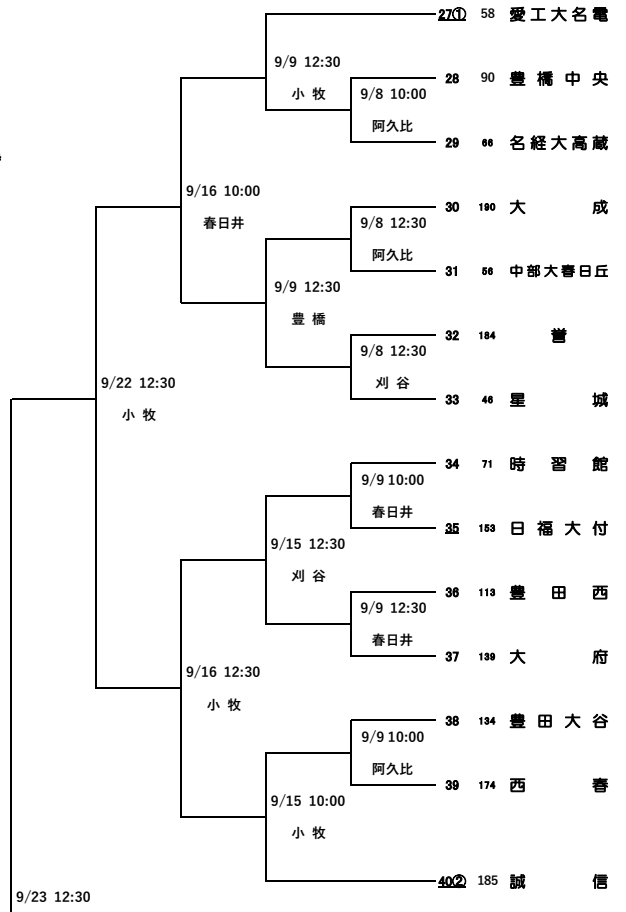 27① 58 愛工大名電
9/9 12:30
小 牧
28 90 豊橋中央
9/8 10:00
阿久比
29 66 名経大高蔵
9/16 10:00
春日井
30 190 大成
9/8 12:30
阿久比
31 56 中部大春日丘
9/9 12:30
豊 橋
32 184 誉
9/8 12:30
刈 谷
33 46 星城
9/22 12:30
小 牧
34 71 時習館
9/9 10:00
春日井
35 153 日福大付
9/15 12:30
刈 谷
36 113 豊田西
9/9 12:30
春日井
37 139 大府
9/16 12:30
小 牧
38 134 豊田大谷
9/9 10:00
阿久比
39 174 西春
9/15 10:00
小 牧
40② 185 誠信
9/23 12:30